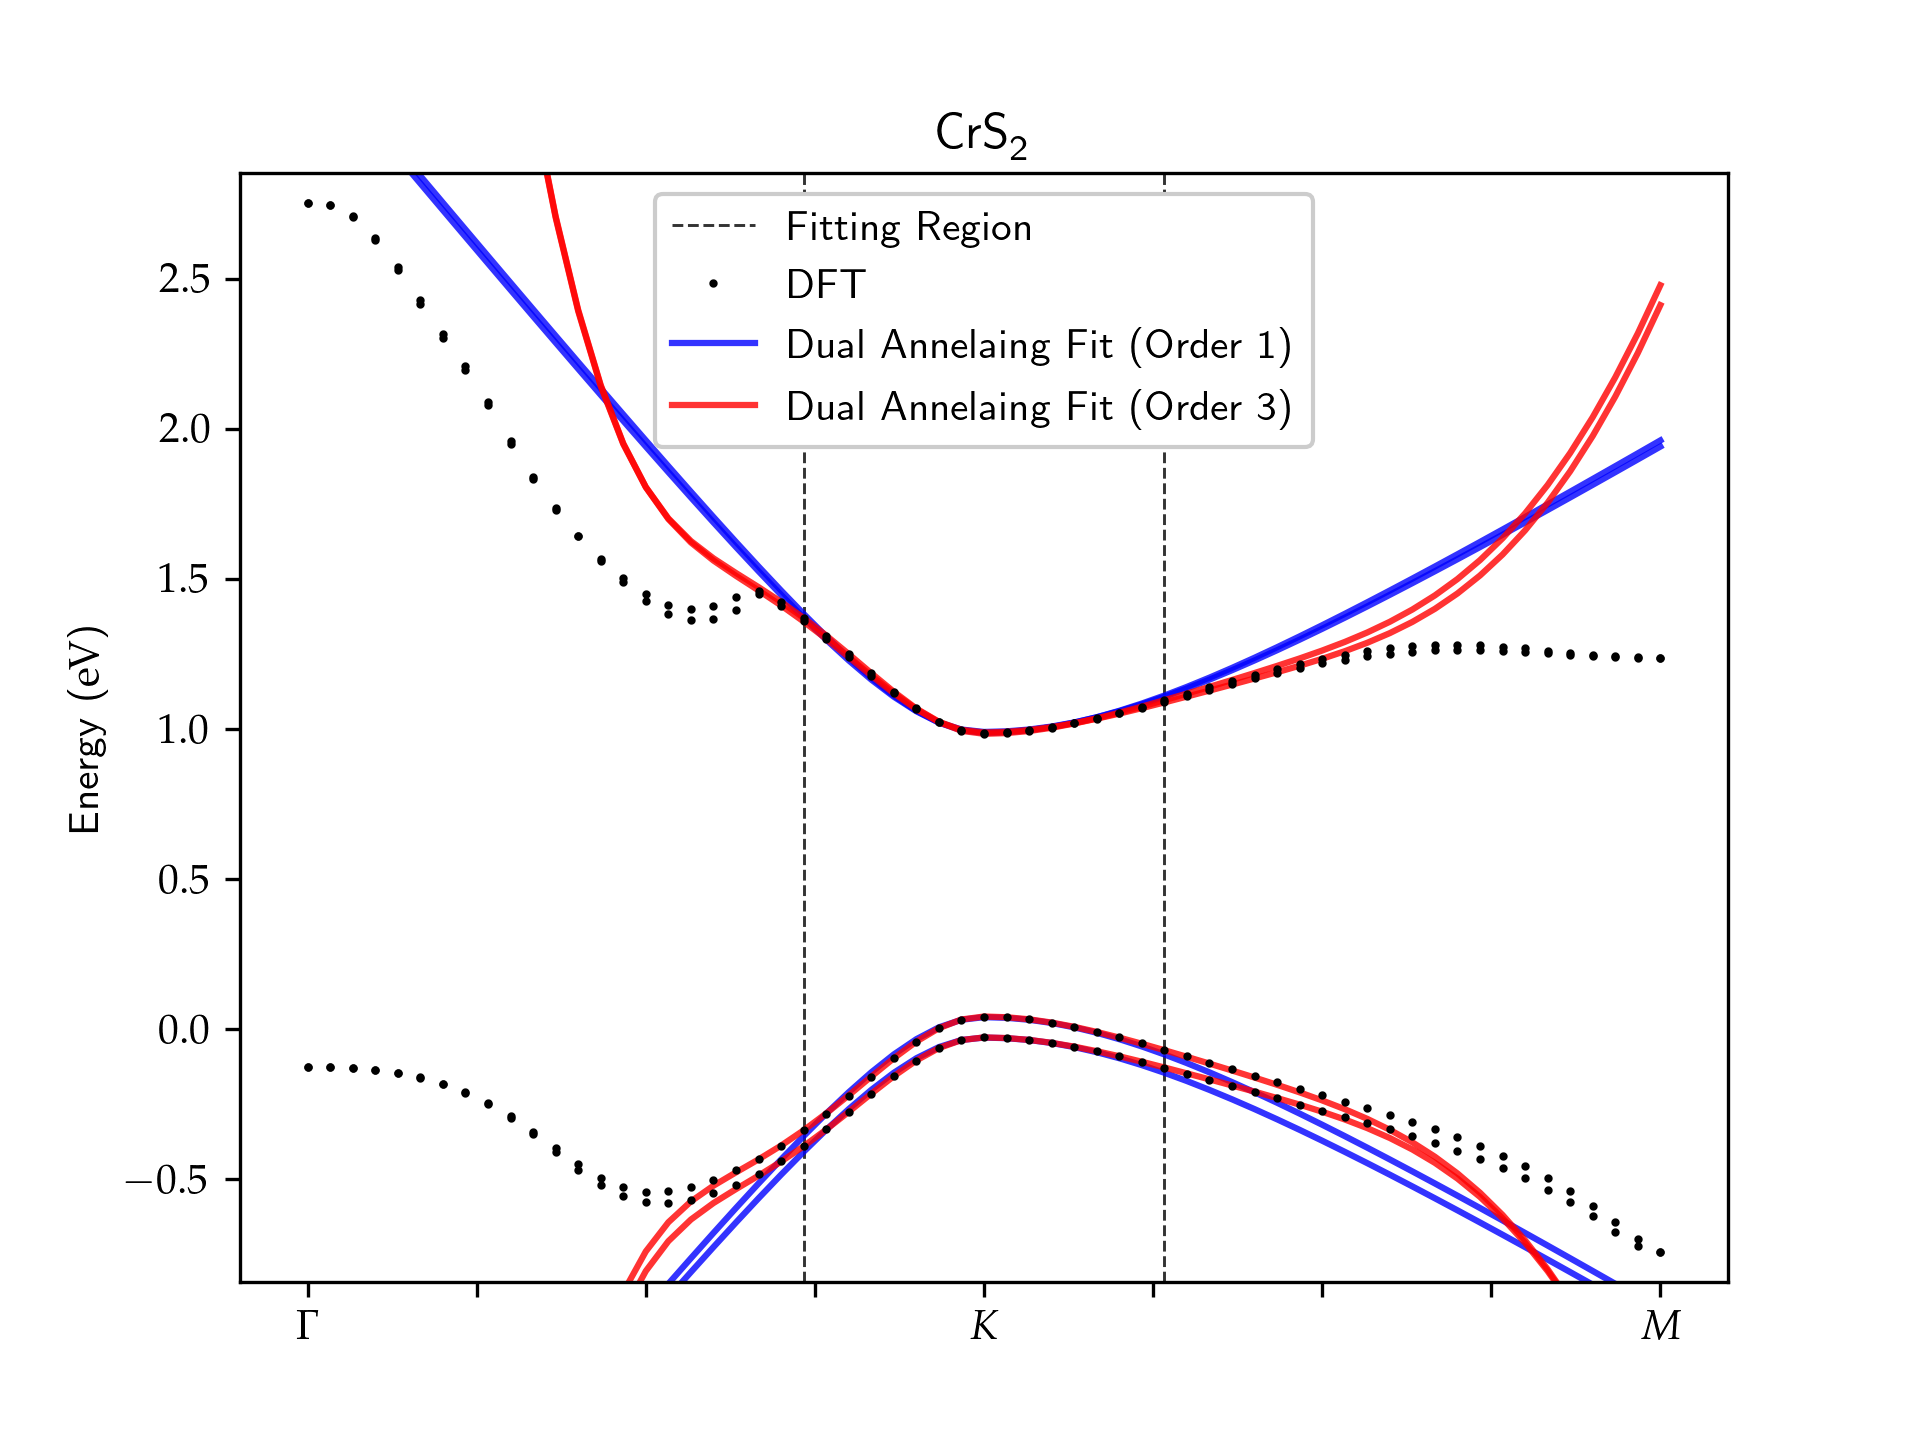 CrS₂
Fitting Region
DFT
Dual Annelaing Fit (Order 1)
Dual Annelaing Fit (Order 3)
Energy (eV)
2.5
2.0
1.5
1.0
0.5
0.0
−0.5
Γ
K
M